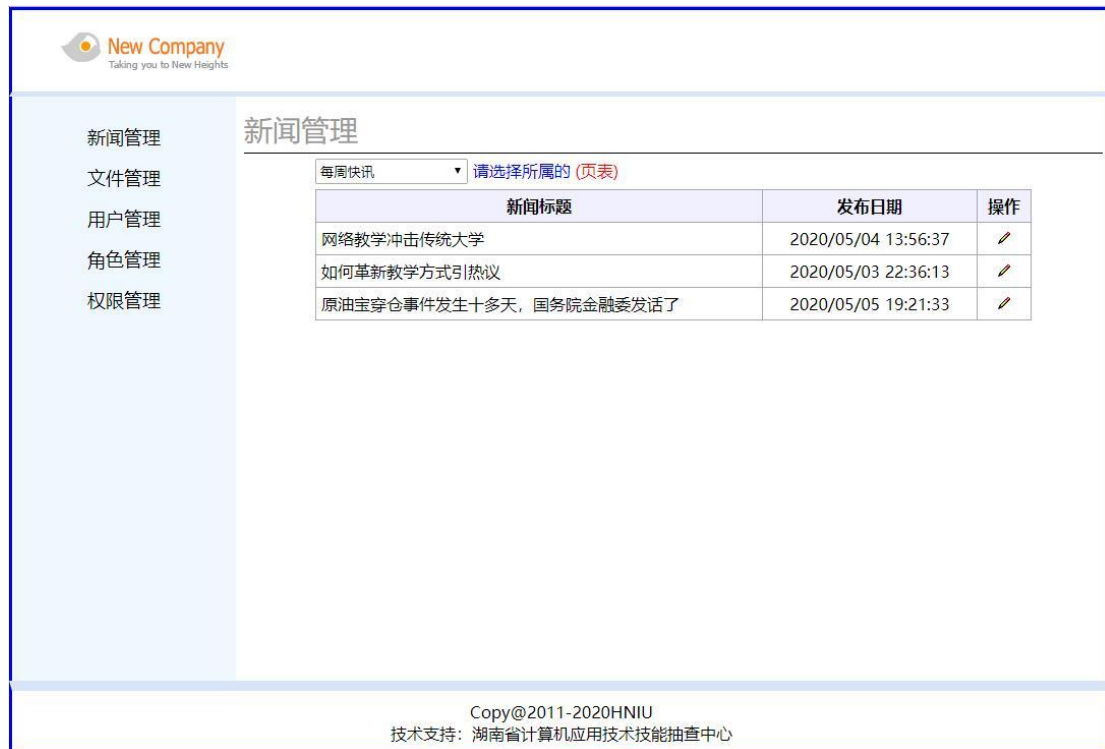 New Company
Taking you to New Heights
新闻管理
文件管理
用户管理
角色管理
权限管理
新闻管理
每周快讯 请选择所属的 (页表)
新闻标题 发布日期 操作
网络教学冲击传统大学 2020/05/04 13:56:37
如何革新教学方式引热议 2020/05/03 22:36:13
原油宝穿仓事件发生十多天，国务院金融委发话了 2020/05/05 19:21:33
Copy@2011-2020HNIU
技术支持：湖南省计算机应用技术技能抽查中心